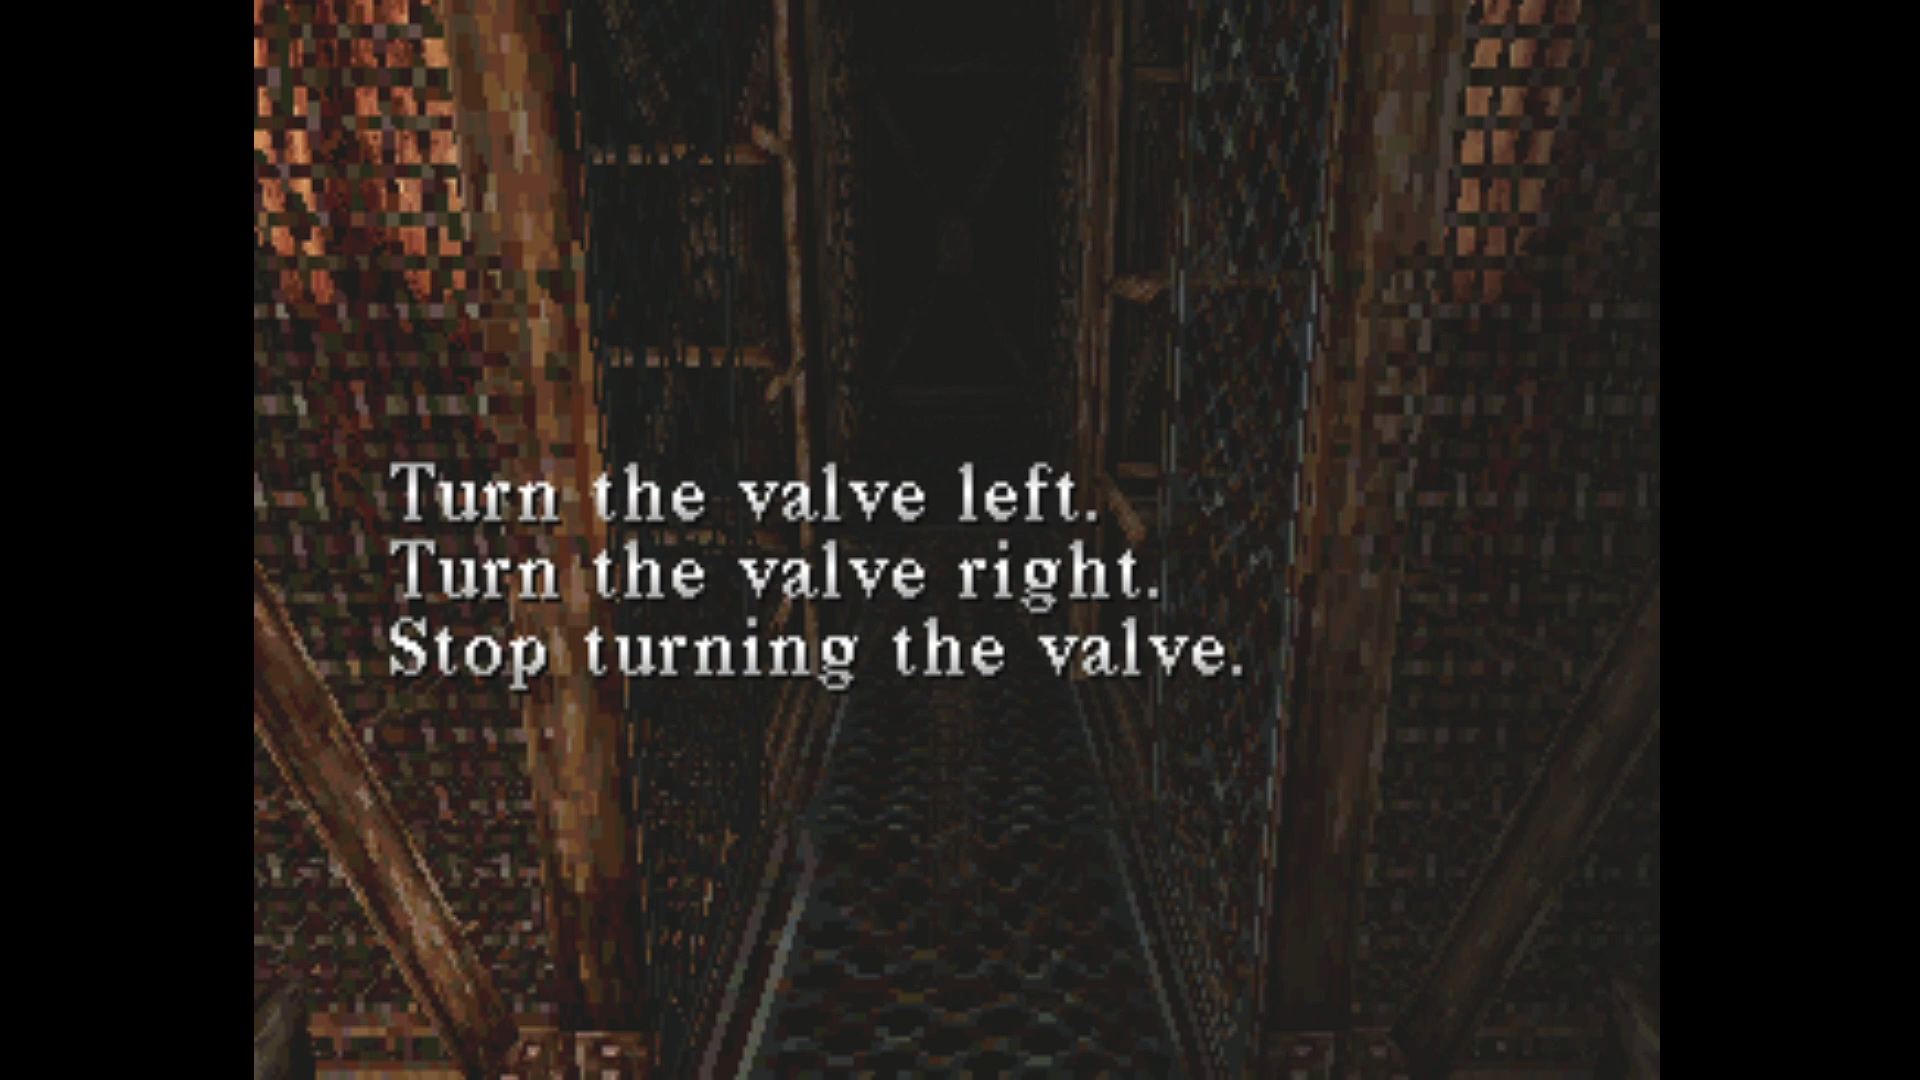 Turn the valve left.
Turn the valve right.
Stop turning the valve.